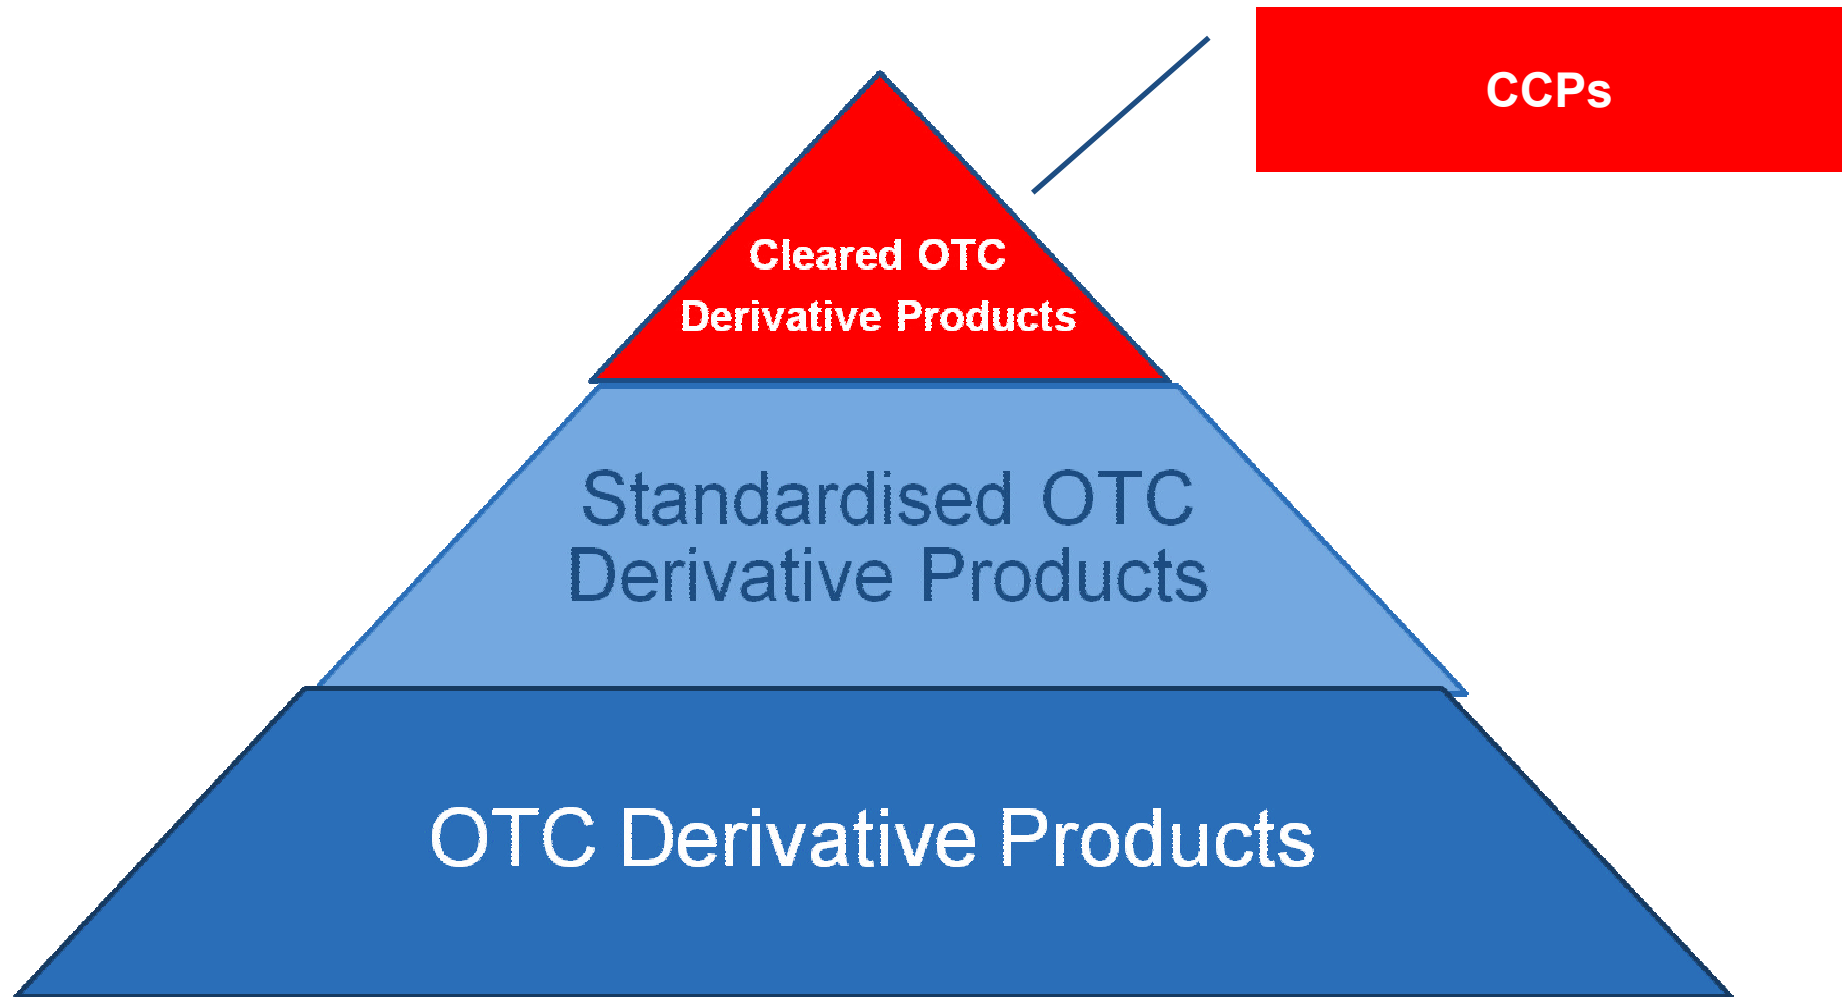 CCPs
Cleared OTC
Derivative Products
Standardised OTC
Derivative Products
OTC Derivative Products